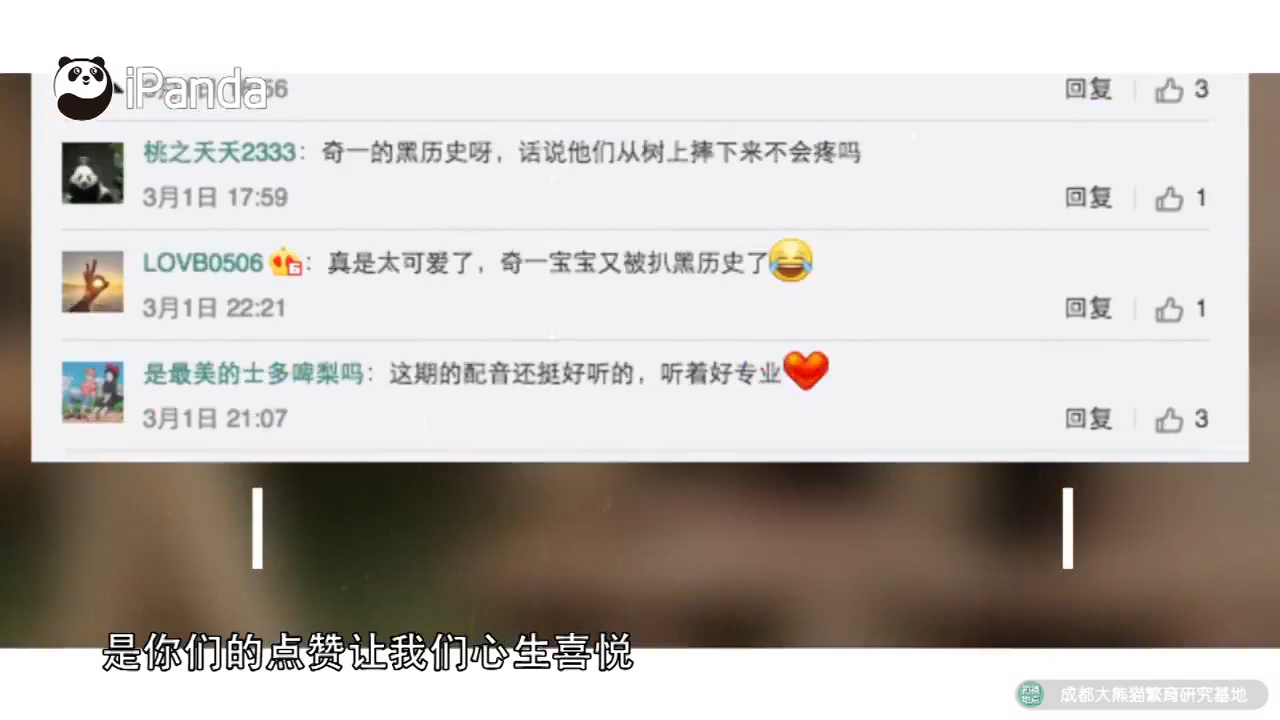 iPanda
56
回复 3
桃之夭夭2333：奇一的黑历史呀，话说他们从树上摔下来不会疼吗
3月1日 17:59
回复 1
LOVB0506 6：真是太可爱了，奇一宝宝又被扒黑历史了
3月1日 22:21
回复 1
是最美的士多啤梨吗：这期的配音还挺好听的，听着好专业
3月1日 21:07
回复 3
是你们的点赞让我们心生喜悦
拍摄地点 成都大熊猫繁育研究基地